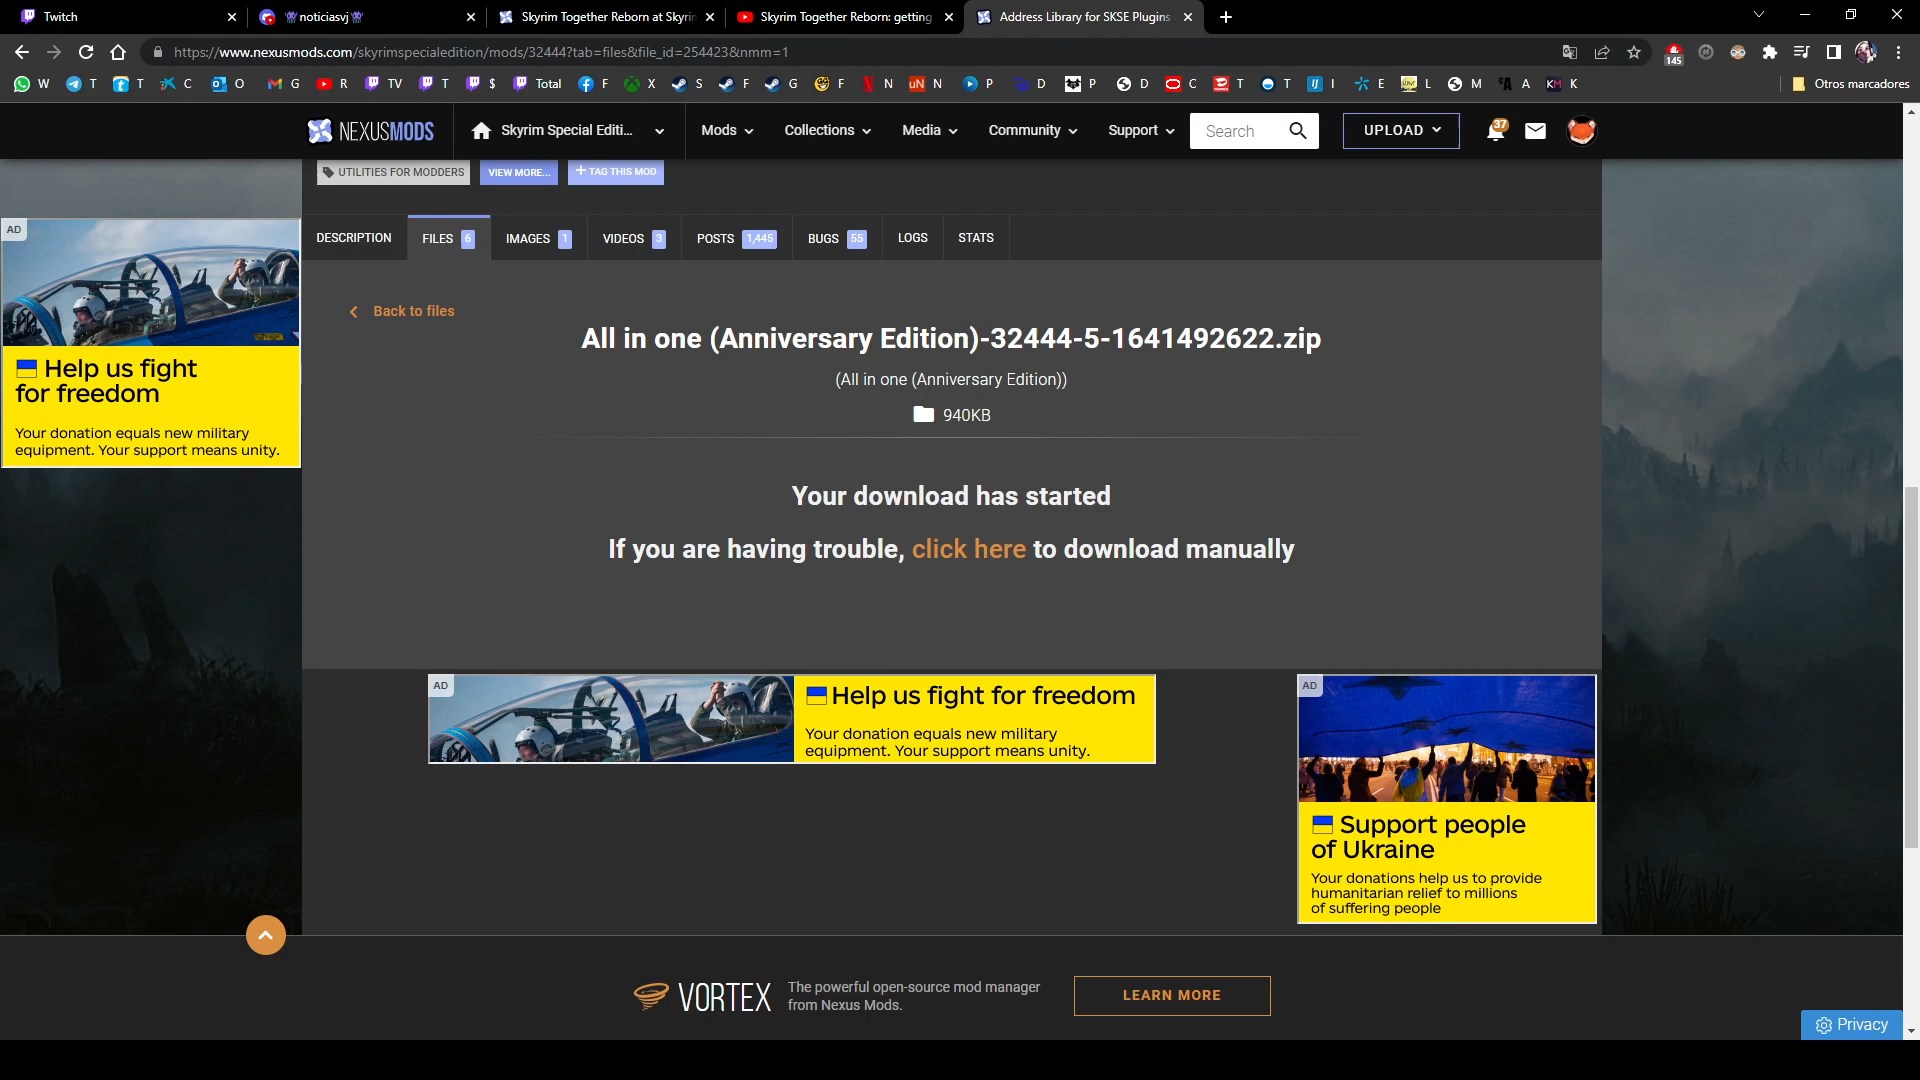 Twitch
noticiasvj
Skyrim Together Reborn at Skyrim
Skyrim Together Reborn: getting
Address Library for SKSE Plugins
https://www.nexusmods.com/skyrimspecialedition/mods/32444?tab=files&file_id=254423&nmm=1
145
W T T C O G R TV T $ Total F X S F G F N N P D P D C T T I E L M A K Otros marcadores
NEXUSMODS Skyrim Special Editi... Mods Collections Media Community Support Search UPLOAD 37
UTILITIES FOR MODDERS VIEW MORE... + TAG THIS MOD
DESCRIPTION FILES 6 IMAGES 1 VIDEOS 3 POSTS 1,445 BUGS 55 LOGS STATS
AD
Help us fight
for freedom
Your donation equals new military
equipment. Your support means unity.
Back to files
All in one (Anniversary Edition)-32444-5-1641492622.zip
(All in one (Anniversary Edition))
940KB
Your download has started
If you are having trouble, click here to download manually
AD
Help us fight for freedom
Your donation equals new military
equipment. Your support means unity.
AD
Support people
of Ukraine
Your donations help us to provide
humanitarian relief to millions
of suffering people
VORTEX
The powerful open-source mod manager
from Nexus Mods.
LEARN MORE
Privacy